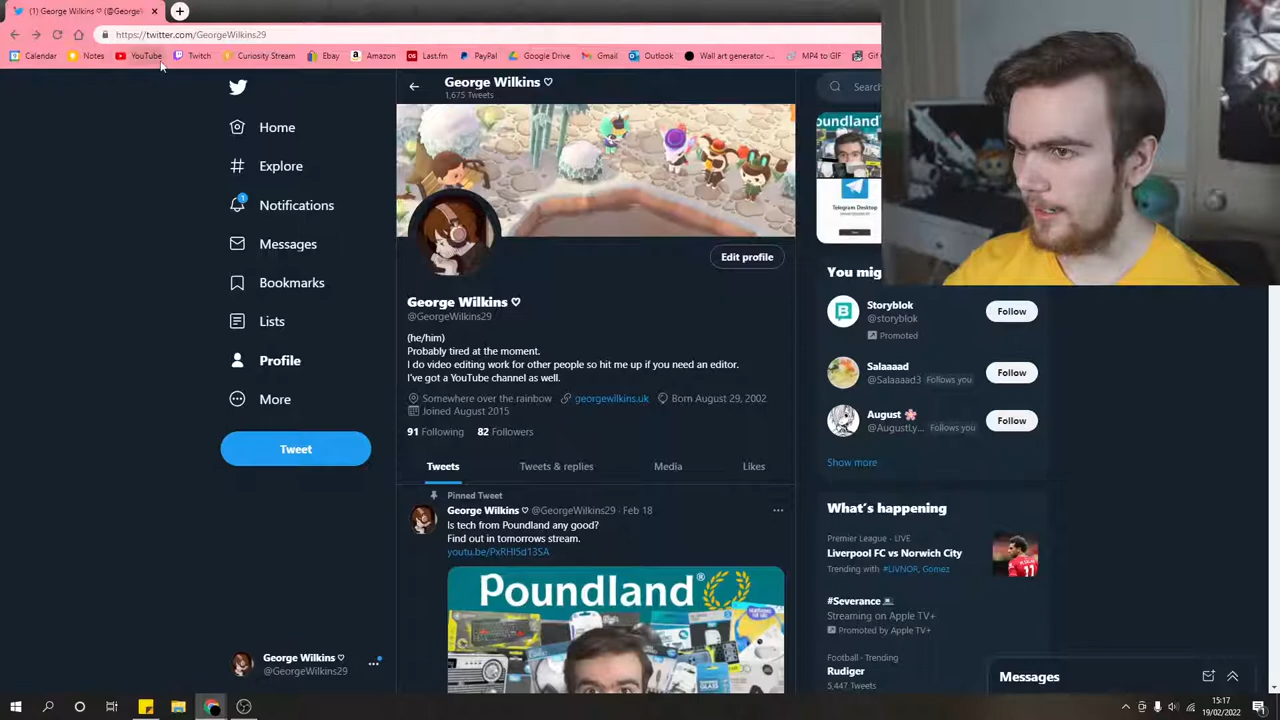 (1) George Wilkins ♡ (@GeorgeW
https://twitter.com/GeorgeWilkins29
Calendar Notes YouTube Twitch Curiosity Stream Ebay Amazon Last.fm PayPal Google Drive Gmail Outlook Wall art generator - ... MP4 to GIF Gif
George Wilkins ♡
1,675 Tweets
Search
Home
Explore
1
Notifications
Messages
Bookmarks
Lists
Profile
More
Tweet
George Wilkins ♡
@GeorgeWilkins29
Edit profile
George Wilkins ♡
@GeorgeWilkins29
(he/him)
Probably tired at the moment.
I do video editing work for other people so hit me up if you need an editor.
I've got a YouTube channel as well.
Somewhere over the rainbow georgewilkins.uk Born August 29, 2002
Joined August 2015
91 Following 82 Followers
Tweets Tweets & replies Media Likes
Pinned Tweet
George Wilkins ♡ @GeorgeWilkins29 · Feb 18
Is tech from Poundland any good?
Find out in tomorrows stream.
youtu.be/PxRHI5d13SA
Poundland®
oundland
Telegram Desktop
You mig
Storyblok
@storyblok
Promoted
Follow
Salaaaad
@Salaaaad3 Follows you
Follow
August 🌸
@AugustLy... Follows you
Follow
Show more
What's happening
Premier League · LIVE
Liverpool FC vs Norwich City
Trending with #LIVNOR, Gomez
#Severance
Streaming on Apple TV+
Promoted by Apple TV+
Football · Trending
Rudiger
5,447 Tweets
Messages
15:17
19/02/2022
1